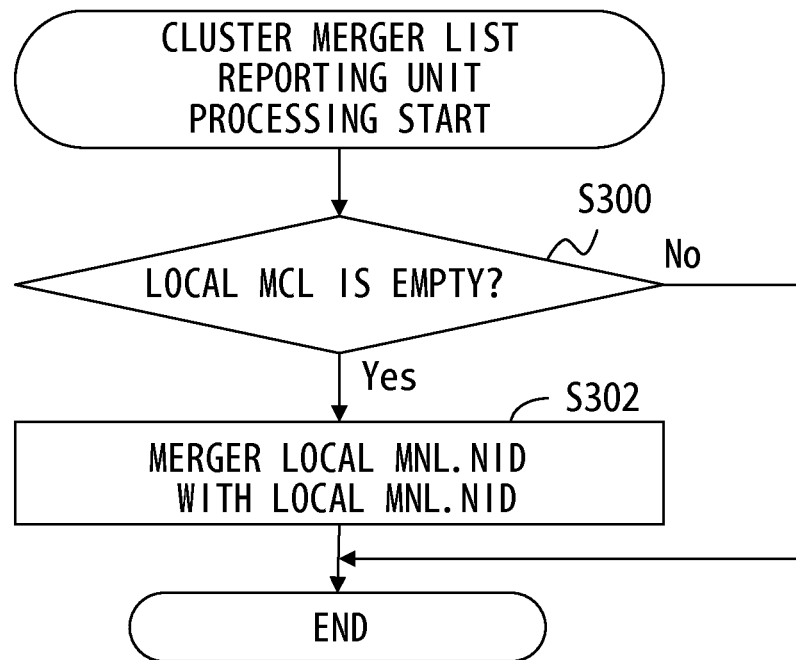 CLUSTER MERGER LIST
REPORTING UNIT
PROCESSING START
S300
LOCAL MCL IS EMPTY?
No
Yes
S302
MERGER LOCAL MNL.NID
WITH LOCAL MNL.NID
END